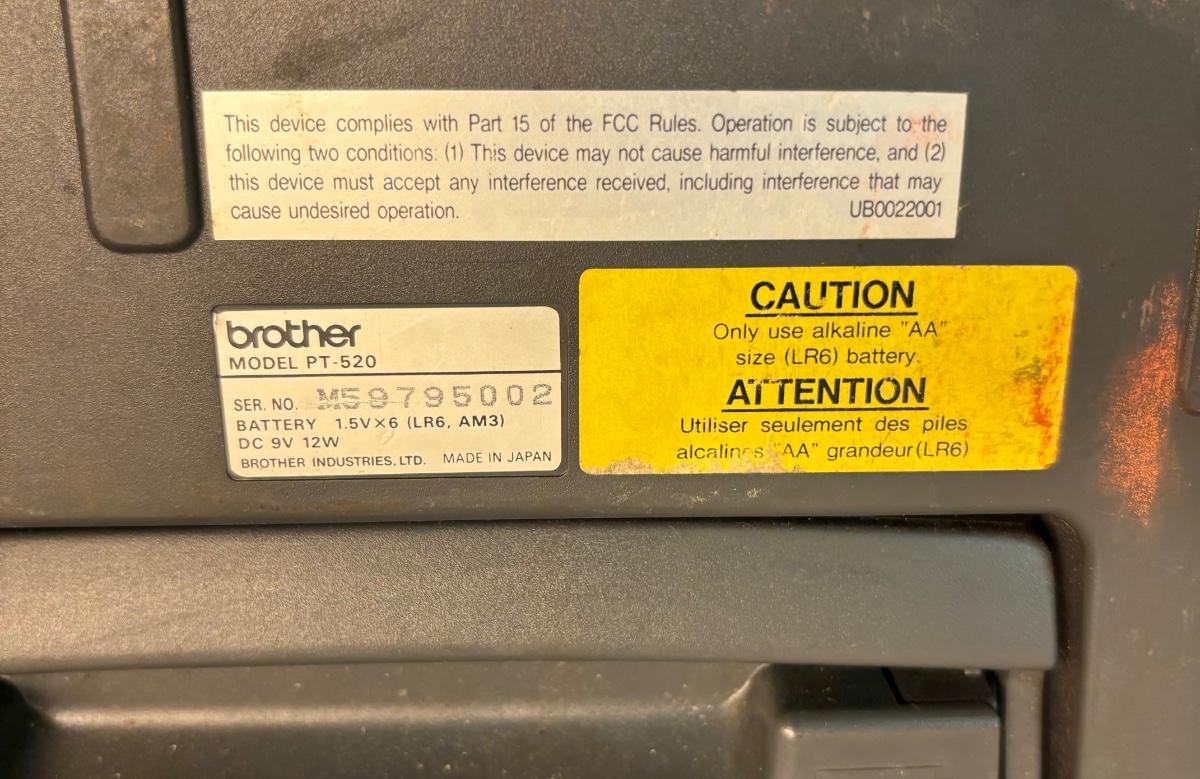 This device complies with Part 15 of the FCC Rules. Operation is subject to the
following two conditions: (1) This device may not cause harmful interference, and (2)
this device must accept any interference received, including interference that may
cause undesired operation. UB0022001
brother
MODEL PT-520
SER. NO. M59795002
BATTERY 1.5V×6 (LR6, AM3)
DC 9V 12W
BROTHER INDUSTRIES, LTD. MADE IN JAPAN
CAUTION
Only use alkaline "AA"
size (LR6) battery.
ATTENTION
Utiliser seulement des piles
alcalines "AA" grandeur (LR6)